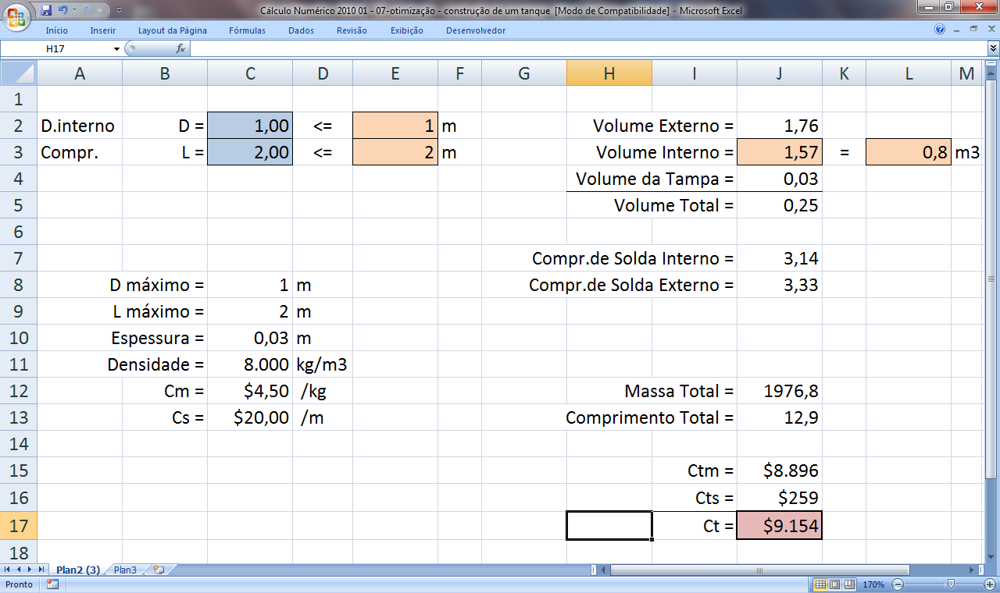 Cálculo Numérico 2010.01 - 07-otimização - construção de um tanque [Modo de Compatibilidade] - Microsoft Excel
Início Inserir Layout da Página Fórmulas Dados Revisão Exibição Desenvolvedor
H17 fx
A B C D E F G H I J K L M
1
2 D.interno D = 1,00 <= 1 m Volume Externo = 1,76
3 Compr. L = 2,00 <= 2 m Volume Interno = 1,57 = 0,8 m3
4 Volume da Tampa = 0,03
5 Volume Total = 0,25
6
7 Compr.de Solda Interno = 3,14
8 D máximo = 1 m Compr.de Solda Externo = 3,33
9 L máximo = 2 m
10 Espessura = 0,03 m
11 Densidade = 8.000 kg/m3
12 Cm = $4,50 /kg Massa Total = 1976,8
13 Cs = $20,00 /m Comprimento Total = 12,9
14
15 Ctm = $8.896
16 Cts = $259
17 Ct = $9.154
18
Plan2 (3) Plan3
Pronto 170%